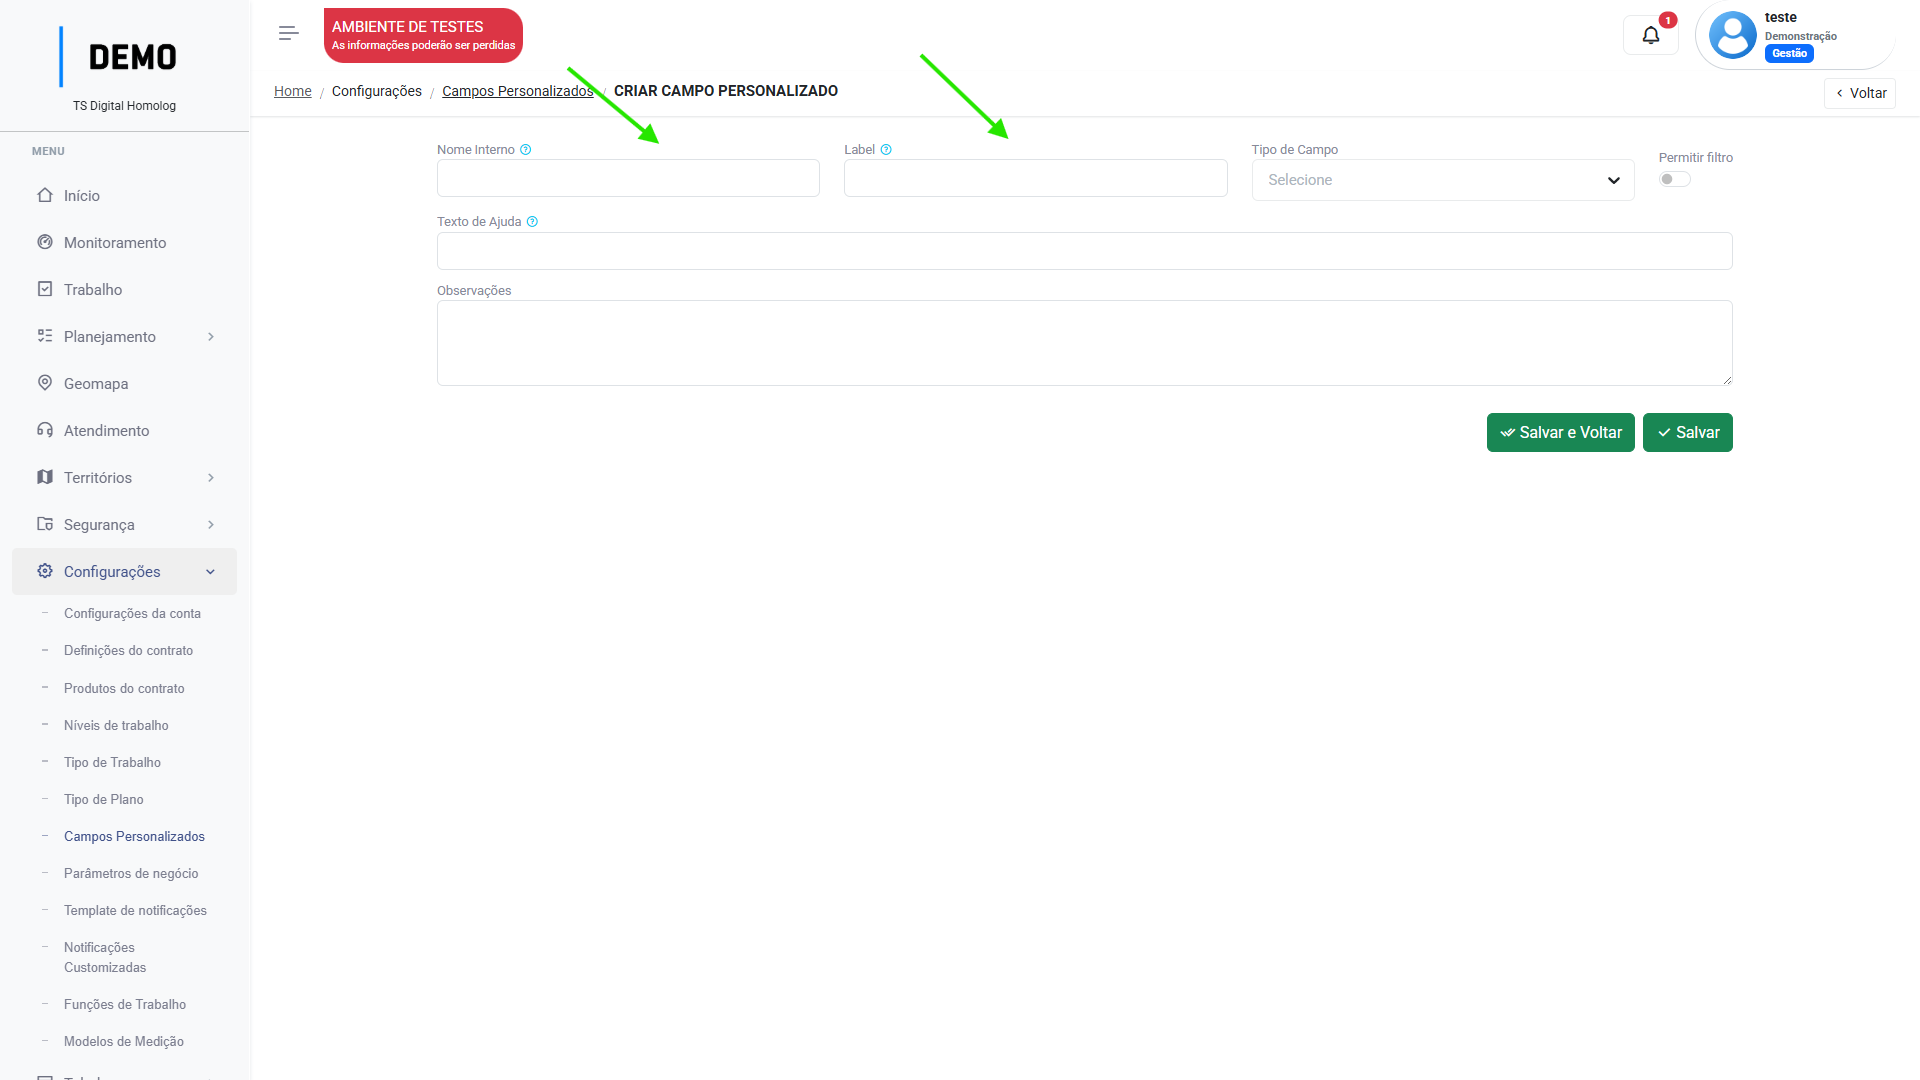 DEMO
TS Digital Homolog
MENU
Início
Monitoramento
Trabalho
Planejamento
Geomapa
Atendimento
Territórios
Segurança
Configurações
Configurações da conta
Definições do contrato
Produtos do contrato
Níveis de trabalho
Tipo de Trabalho
Tipo de Plano
Campos Personalizados
Parâmetros de negócio
Template de notificações
Notificações
Customizadas
Funções de Trabalho
Modelos de Medição
AMBIENTE DE TESTES
As informações poderão ser perdidas
1
teste
Demonstração
Gestão
Home / Configurações / Campos Personalizados / CRIAR CAMPO PERSONALIZADO
Voltar
Nome Interno
Label
Tipo de Campo
Selecione
Permitir filtro
Texto de Ajuda
Observações
Salvar e Voltar
Salvar